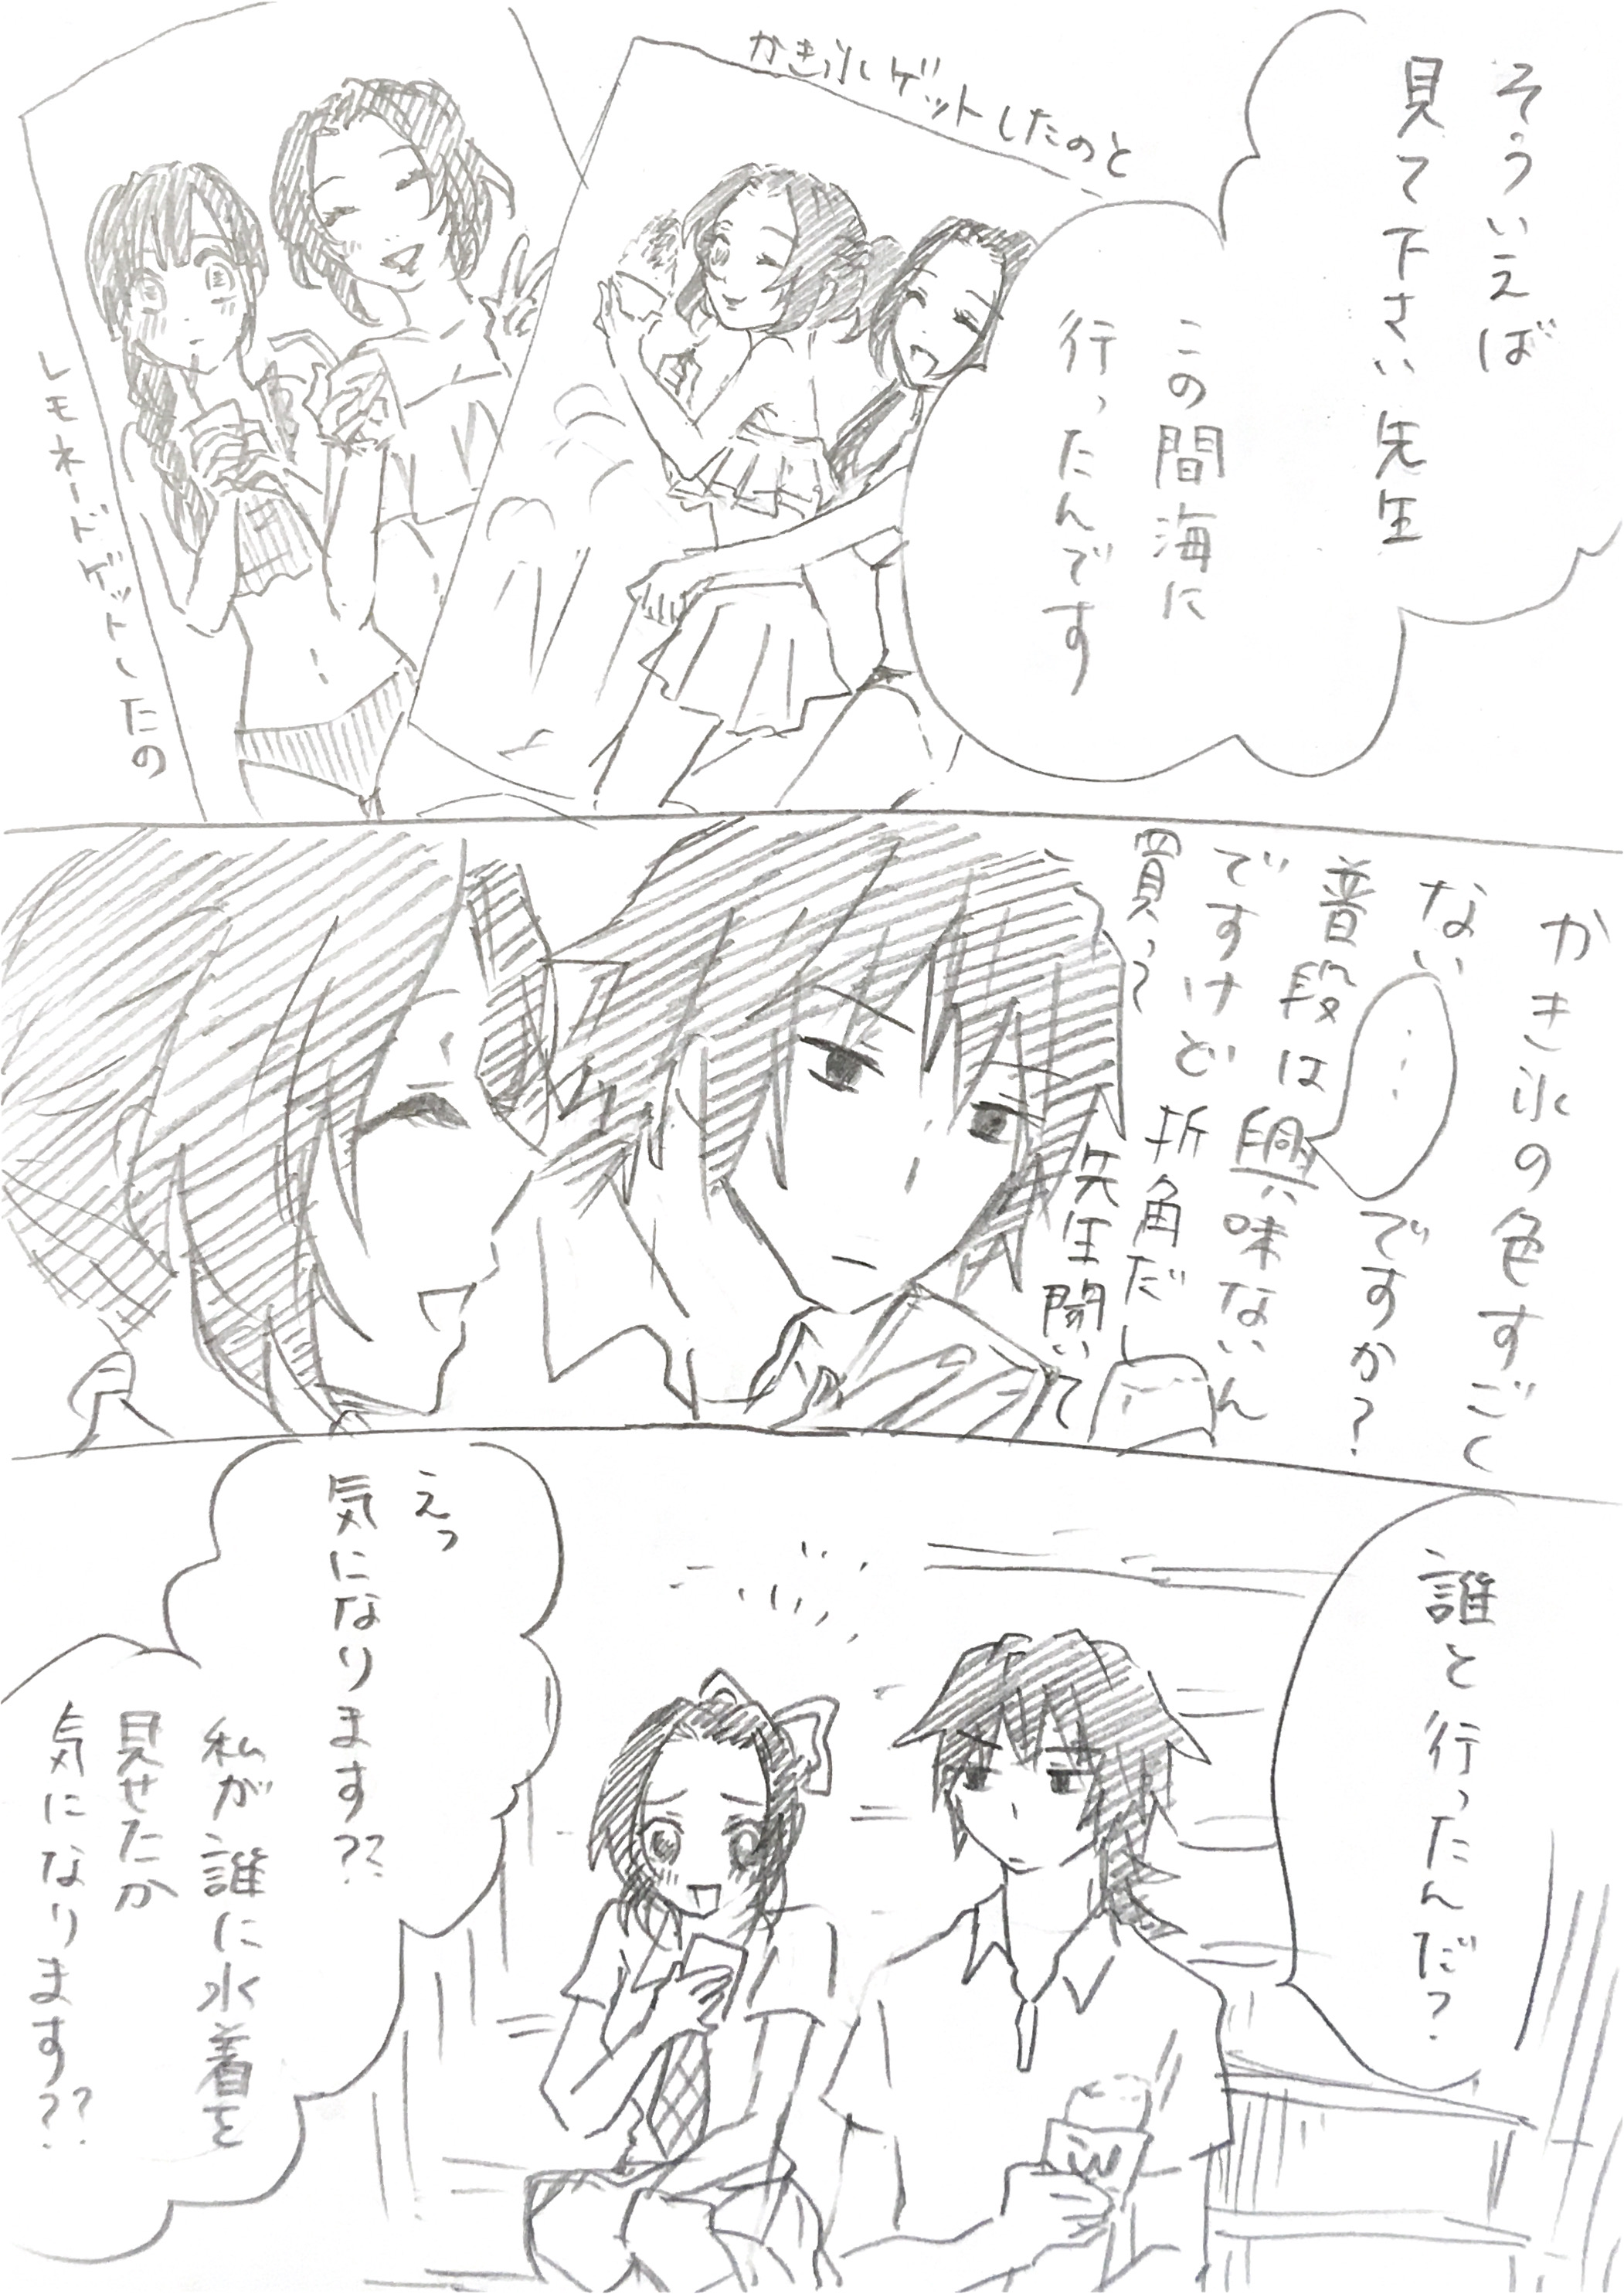 そういえば
見て下さい先生
この間海に
行ったんです
かき氷ゲットしたのと
レモネードゲットしたの
かき氷の色すごく
ない ですか?
普段は興味ないん
ですけど折角だし
買って
先生聞いて
…
誰と行ったんだ?
えっ
気になります??
私が誰に水着を
見せたか
気になります??